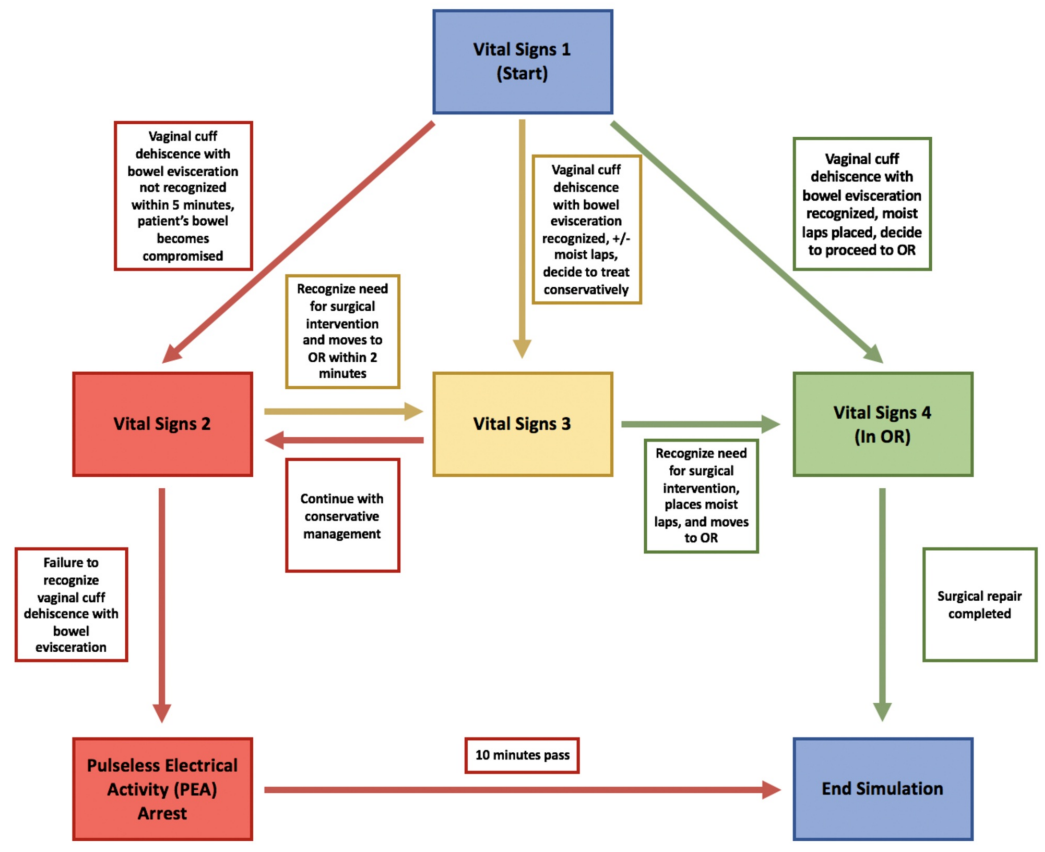 Vital Signs 1
(Start)
Vaginal cuff
dehiscence with
bowel evisceration
not recognized
within 5 minutes,
patient's bowel
becomes
compromised
Vaginal cuff
dehiscence
with bowel
evisceration
recognized, +/-
moist laps,
decide to treat
conservatively
Vaginal cuff
dehiscence with
bowel evisceration
recognized, moist
laps placed, decide
to proceed to OR
Recognize need
for surgical
intervention
and moves to
OR within 2
minutes
Vital Signs 2
Vital Signs 3
Vital Signs 4
(In OR)
Continue with
conservative
management
Recognize need
for surgical
intervention,
places moist
laps, and moves
to OR
Failure to
recognize
vaginal cuff
dehiscence with
bowel
evisceration
Surgical repair
completed
Pulseless Electrical
Activity (PEA)
Arrest
10 minutes pass
End Simulation